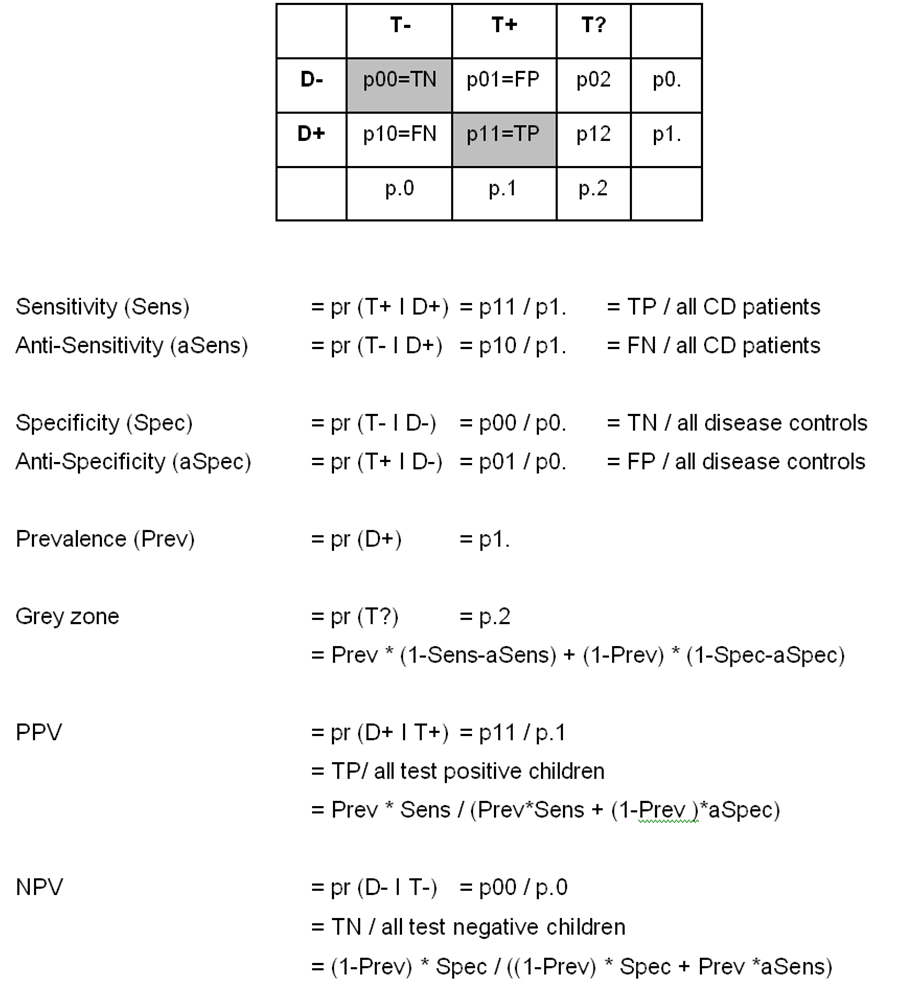 T- T+ T?
D- p00=TN p01=FP p02 p0.
D+ p10=FN p11=TP p12 p1.
p.0 p.1 p.2
Sensitivity (Sens) = pr (T+ I D+) = p11 / p1. = TP / all CD patients
Anti-Sensitivity (aSens) = pr (T- I D+) = p10 / p1. = FN / all CD patients
Specificity (Spec) = pr (T- I D-) = p00 / p0. = TN / all disease controls
Anti-Specificity (aSpec) = pr (T+ I D-) = p01 / p0. = FP / all disease controls
Prevalence (Prev) = pr (D+) = p1.
Grey zone = pr (T?) = p.2
= Prev * (1-Sens-aSens) + (1-Prev) * (1-Spec-aSpec)
PPV = pr (D+ I T+) = p11 / p.1
= TP/ all test positive children
= Prev * Sens / (Prev*Sens + (1-Prev )*aSpec)
NPV = pr (D- I T-) = p00 / p.0
= TN / all test negative children
= (1-Prev) * Spec / ((1-Prev) * Spec + Prev *aSens)